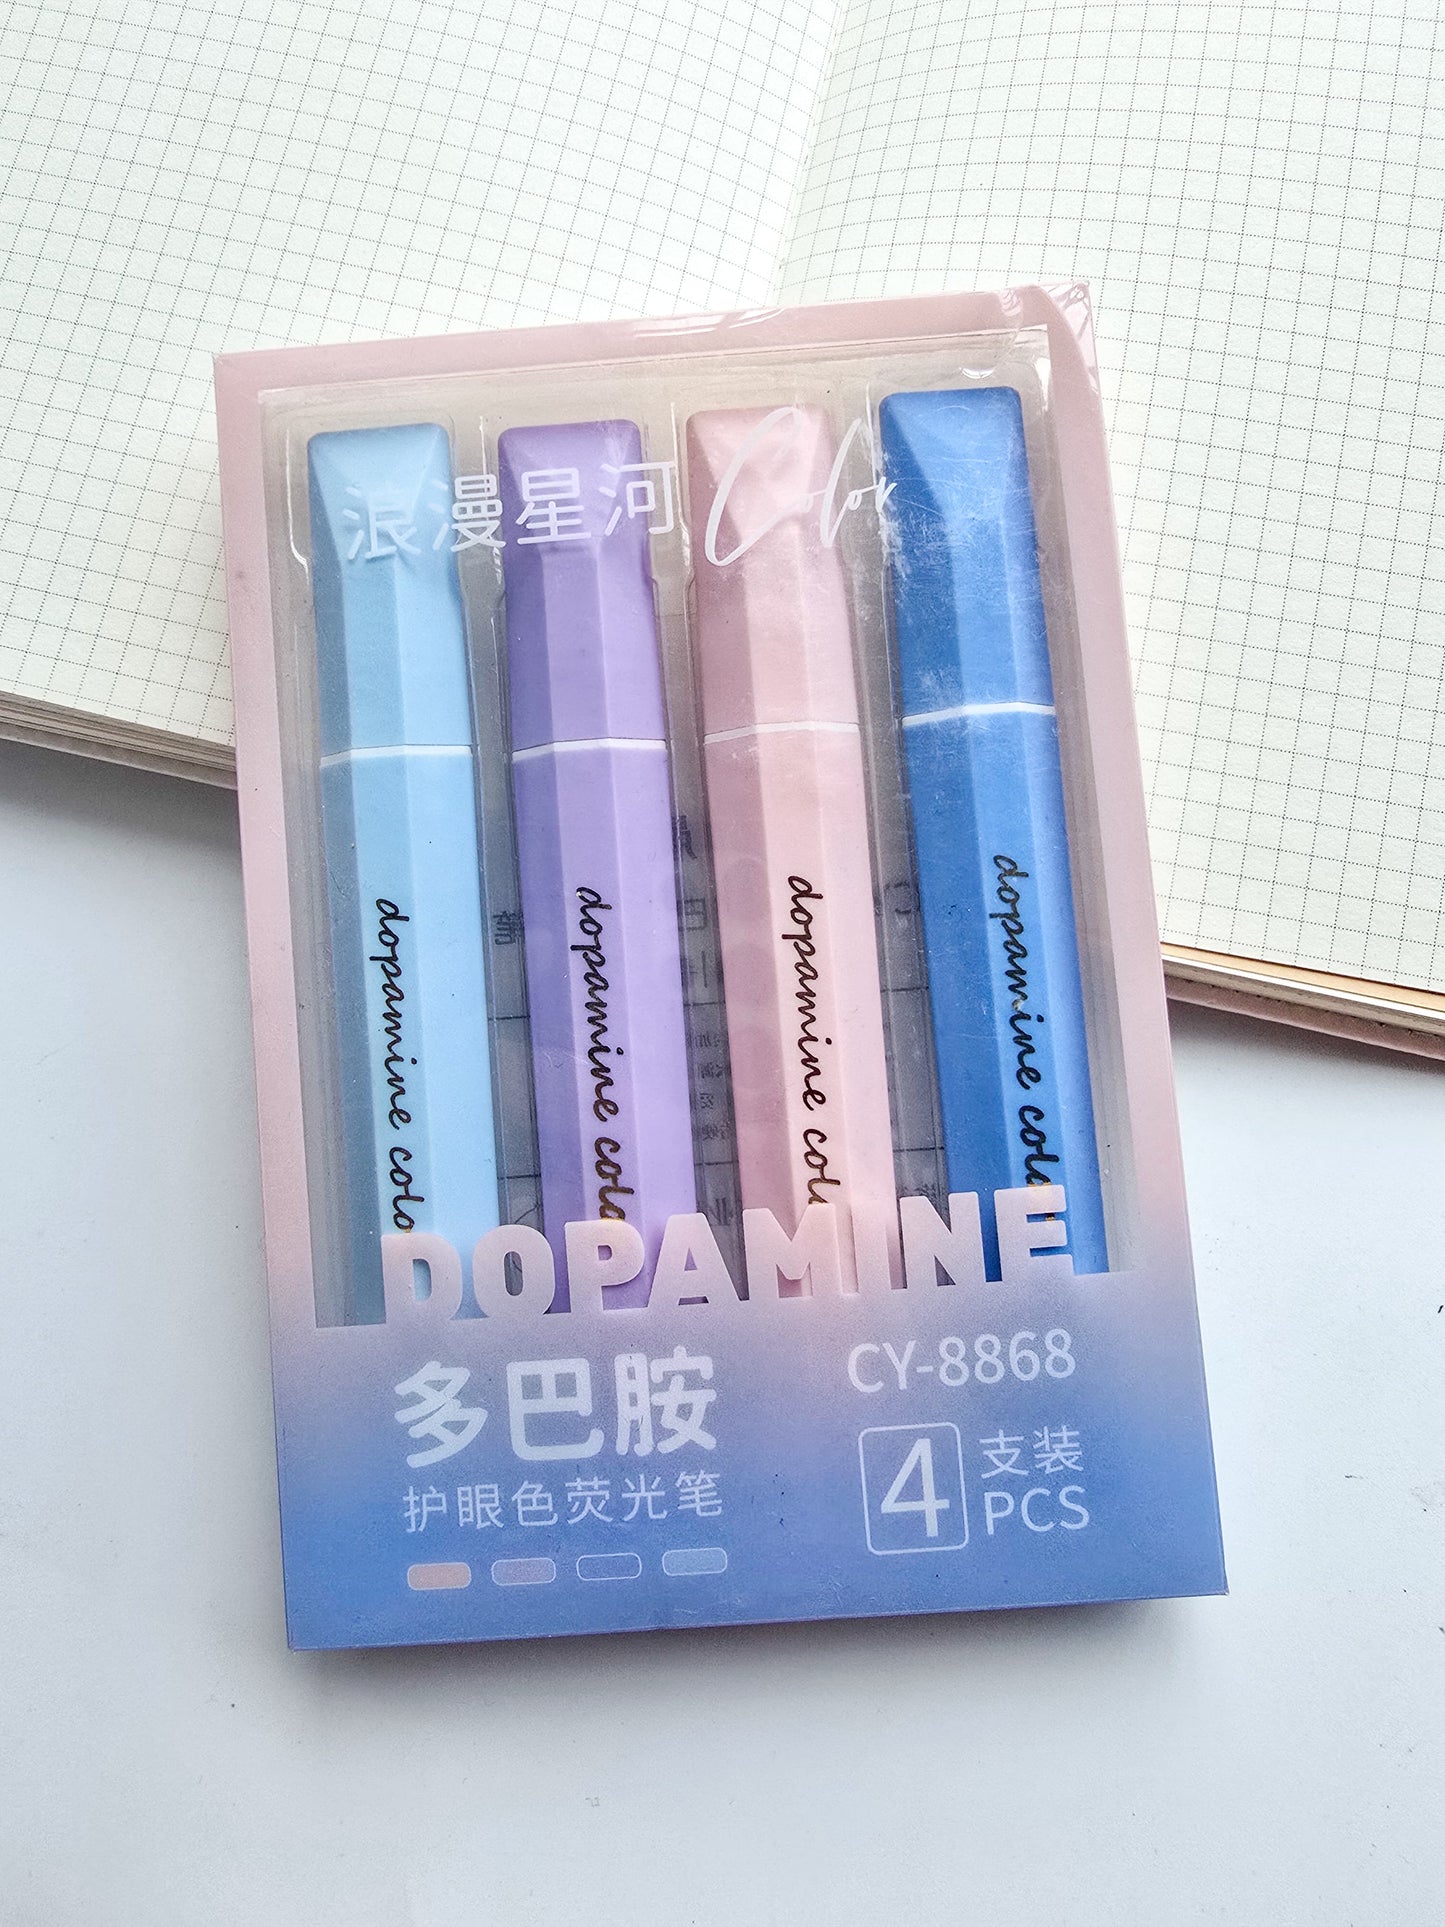 浪漫星河 Color
dopamine colo
dopamine colo
dopamine col
dopamine colo
DOPAMINE
多巴胺
护眼色荧光笔
CY-8868
4 支装
PCS